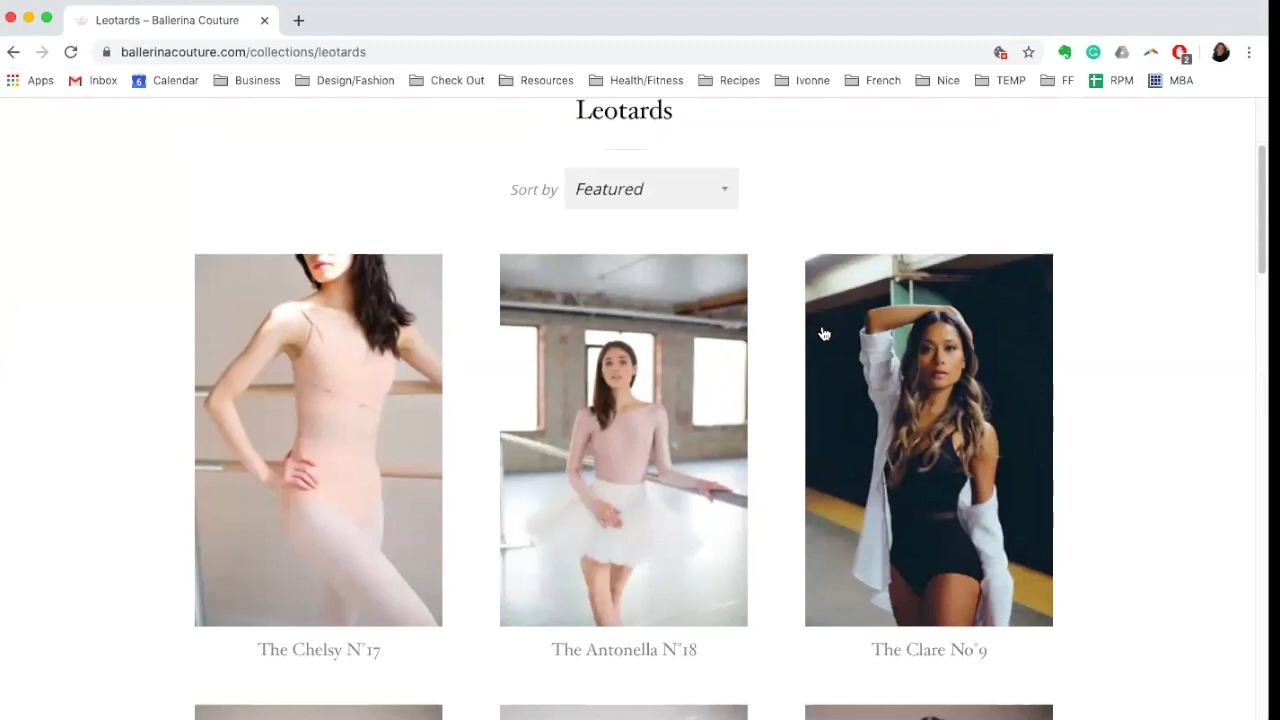 Leotards – Ballerina Couture
ballerinacouture.com/collections/leotards
2
Apps
Inbox
6
Calendar
Business
Design/Fashion
Check Out
Resources
Health/Fitness
Recipes
Ivonne
French
Nice
TEMP
FF
RPM
MBA
Leotards
Sort by
Featured
The Chelsy N°17
The Antonella N°18
The Clare No°9